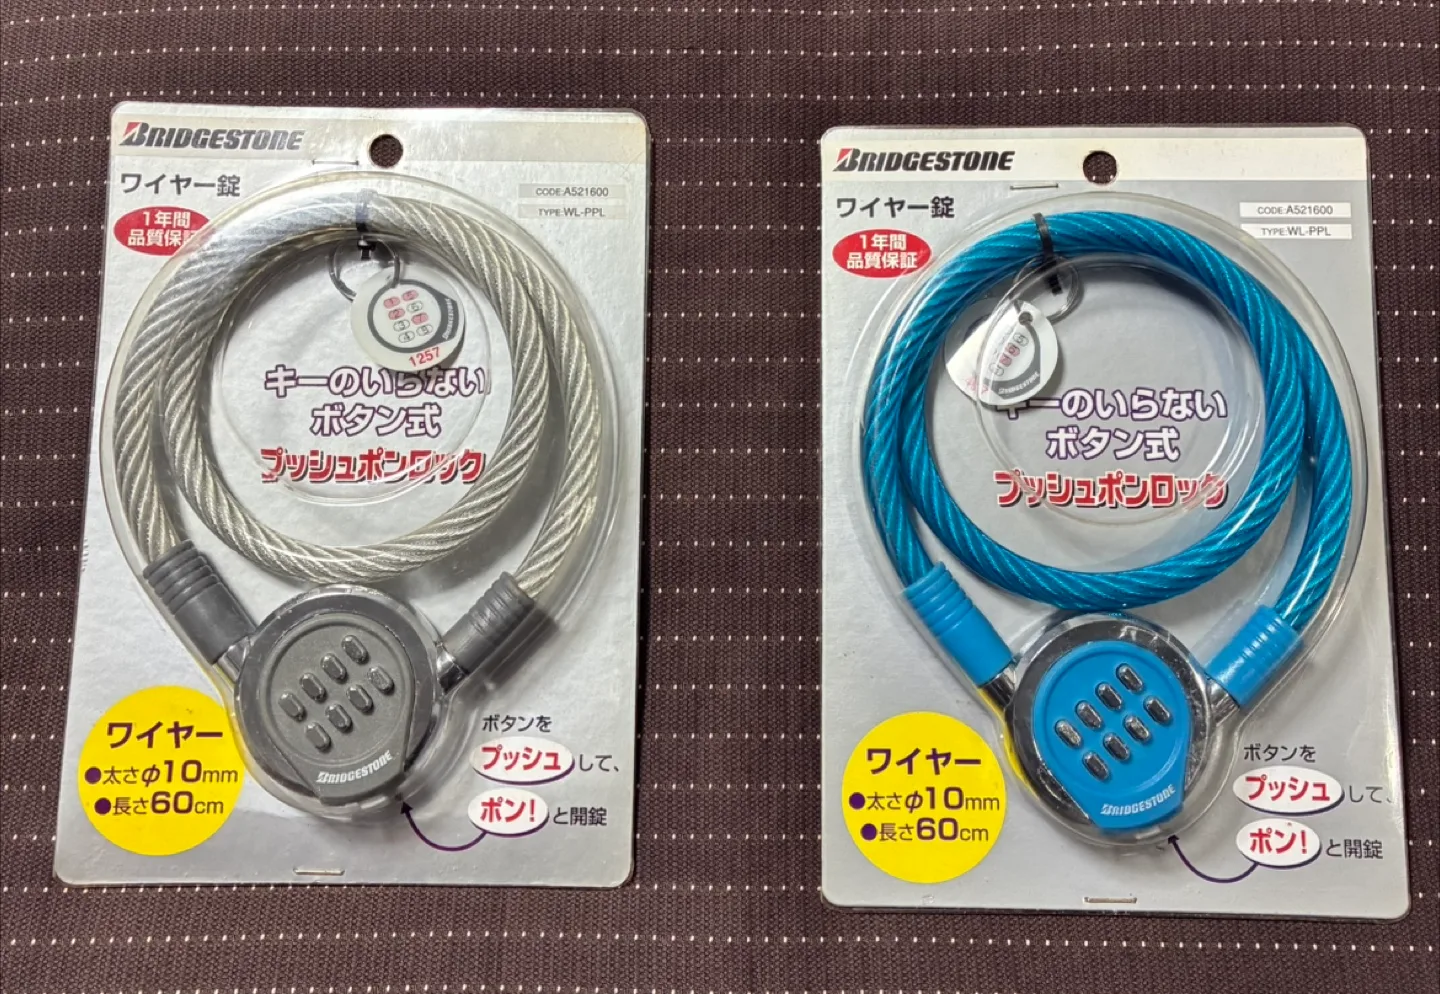 BRIDGESTONE
ワイヤー錠
1年間
品質保証
CODE:A521600
TYPE:WL-PPL
BRIDGESTONE
1257
キーのいらない
ボタン式
プッシュポンロック
BRIDGESTONE
ワイヤー
●太さφ10mm
●長さ60cm
ボタンを
プッシュして、
ポン!と開錠
BRIDGESTONE
ワイヤー錠
1年間
品質保証
CODE:A521600
TYPE:WL-PPL
BRIDGESTONE
キーのいらない
ボタン式
プッシュポンロック
BRIDGESTONE
ワイヤー
●太さφ10mm
●長さ60cm
ボタンを
プッシュして、
ポン!と開錠